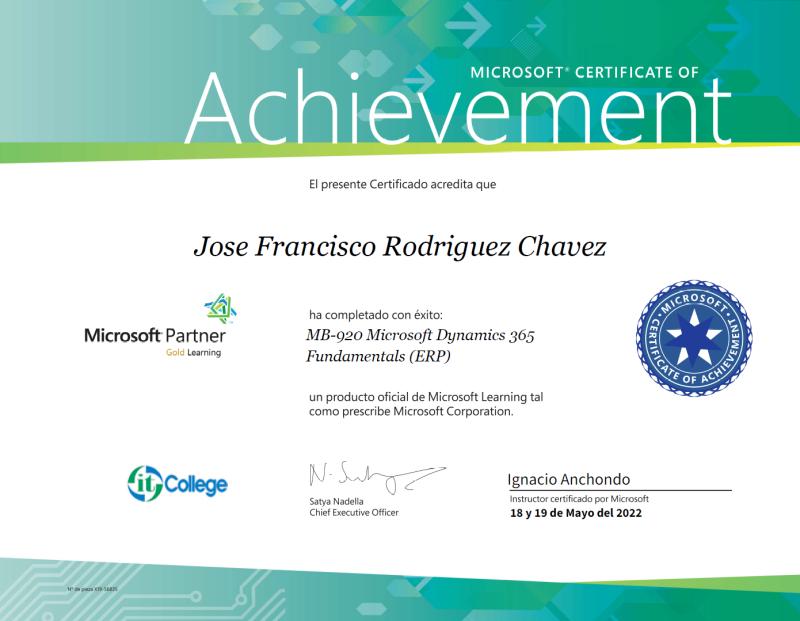 MICROSOFT® CERTIFICATE OF
Achievement
El presente Certificado acredita que
Jose Francisco Rodriguez Chavez
Microsoft Partner
Gold Learning
ha completado con éxito:
MB-920 Microsoft Dynamics 365
Fundamentals (ERP)
MICROSOFT
CERTIFICATE OF ACHIEVEMENT
un producto oficial de Microsoft Learning tal
como prescribe Microsoft Corporation.
it College
Satya Nadella
Chief Executive Officer
Ignacio Anchondo
Instructor certificado por Microsoft
18 y 19 de Mayo del 2022
Nº de pieza X19-56835